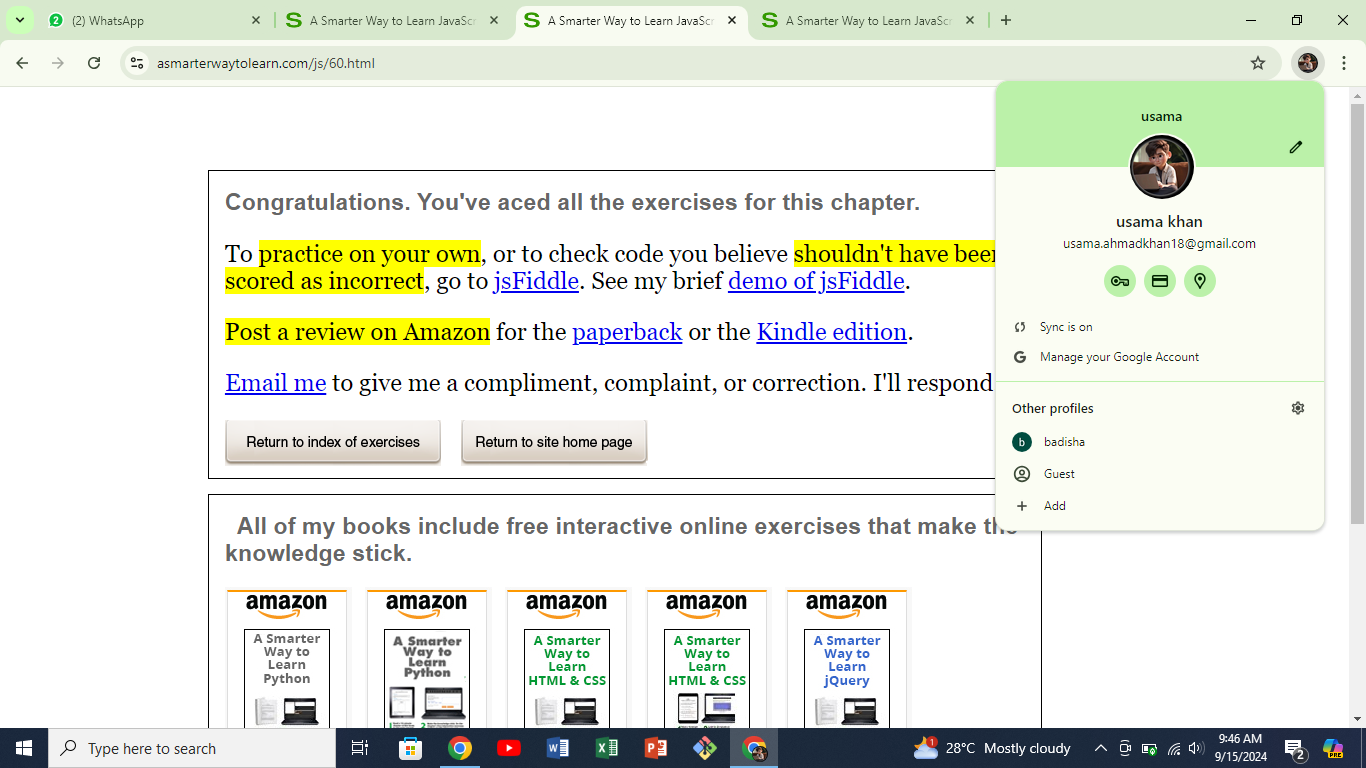 (2) WhatsApp
A Smarter Way to Learn JavaScr
A Smarter Way to Learn JavaScr
A Smarter Way to Learn JavaScr
asmarterwaytolearn.com/js/60.html
usama
usama khan
usama.ahmadkhan18@gmail.com
Sync is on
Manage your Google Account
Other profiles
b badisha
Guest
Add
Congratulations. You've aced all the exercises for this chapter.
To practice on your own, or to check code you believe shouldn't have been
scored as incorrect, go to jsFiddle. See my brief demo of jsFiddle.
Post a review on Amazon for the paperback or the Kindle edition.
Email me to give me a compliment, complaint, or correction. I'll respond
Return to index of exercises
Return to site home page
All of my books include free interactive online exercises that make the
knowledge stick.
amazon
A Smarter
Way to
Learn
Python
amazon
A Smarter
Way to
Learn
Python
amazon
A Smarter
Way to
Learn
HTML & CSS
amazon
A Smarter
Way to
Learn
HTML & CSS
amazon
A Smarter
Way to
Learn
jQuery
Type here to search
1
28°C Mostly cloudy
9:46 AM
9/15/2024
2
PRE